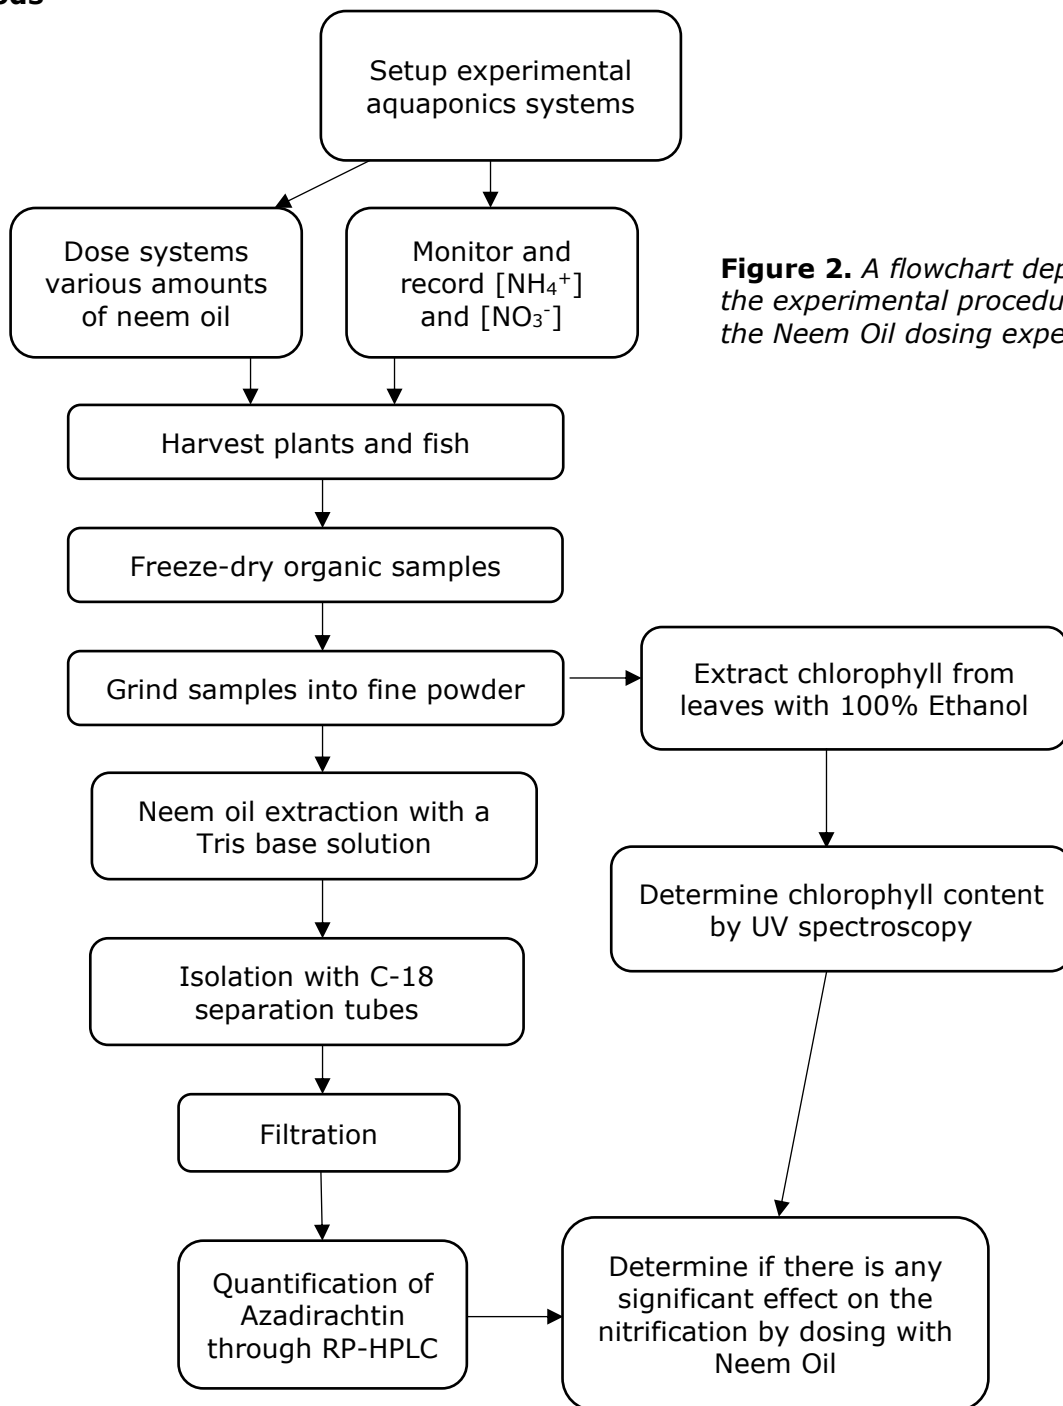 Setup experimental
aquaponics systems
Dose systems
various amounts
of neem oil
Monitor and
record [NH₄⁺]
and [NO₃⁻]
Figure 2. A flowchart
the experimental
the Neem Oil dosing
Harvest plants and fish
Freeze-dry organic samples
Grind samples into fine powder
Extract chlorophyll from
leaves with 100% Ethanol
Neem oil extraction with a
Tris base solution
Determine chlorophyll content
by UV spectroscopy
Isolation with C-18
separation tubes
Filtration
Quantification of
Azadirachtin
through RP-HPLC
Determine if there is any
significant effect on the
nitrification by dosing with
Neem Oil